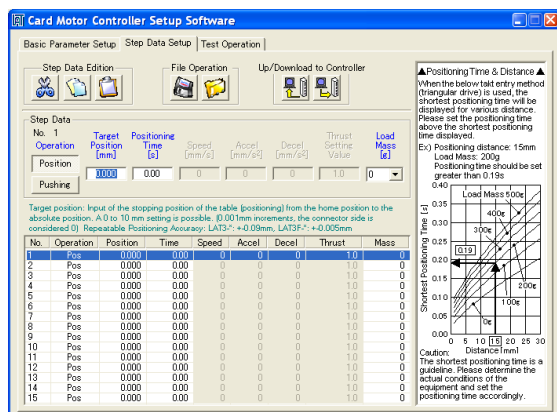 Card Motor Controller Setup Software
Basic Parameter Setup Step Data Setup Test Operation
Step Data Edition File Operation Up/Download to Controller
Step Data
No. 1
Operation
Position
Pushing
Target Position [mm] Positioning Time [s] Speed [mm/s] Accel [mm/s²] Decel [mm/s²] Thrust Setting Value Load Mass [g]
0.000 0.00 0 0 0 1.0 0
Target position: Input of the stopping position of the table (positioning) from the home position to the
absolute position. A 0 to 10 mm setting is possible. (0.001mm increments, the connector side is
considered 0) Repeatable Positioning Accuracy: LAT3-*: +-0.09mm, LAT3F-*: +-0.005mm
No. Operation Position Time Speed Accel Decel Thrust Mass
1 Pos 0.000 0.00 0 0 0 1.0 0
2 Pos 0.000 0.00 0 0 0 1.0 0
3 Pos 0.000 0.00 0 0 0 1.0 0
4 Pos 0.000 0.00 0 0 0 1.0 0
5 Pos 0.000 0.00 0 0 0 1.0 0
6 Pos 0.000 0.00 0 0 0 1.0 0
7 Pos 0.000 0.00 0 0 0 1.0 0
8 Pos 0.000 0.00 0 0 0 1.0 0
9 Pos 0.000 0.00 0 0 0 1.0 0
10 Pos 0.000 0.00 0 0 0 1.0 0
11 Pos 0.000 0.00 0 0 0 1.0 0
12 Pos 0.000 0.00 0 0 0 1.0 0
13 Pos 0.000 0.00 0 0 0 1.0 0
14 Pos 0.000 0.00 0 0 0 1.0 0
15 Pos 0.000 0.00 0 0 0 1.0 0
▲Positioning Time & Distance▲
When the below takt entry method
(triangular drive) is used, the
shortest positioning time will be
displayed for various distance.
Please set the positioning time
above the shortest positioning
time displayed.
Ex) Positioning distance: 15mm
Load Mass: 200g
Positioning time should be set
greater than 0.19s
Shortest Positioning Time [s]
0.40
0.35
0.30
0.25
0.20
0.15
0.10
0.05
0.00
Load Mass 500g
400g
300g
0.19
200g
100g
0g
0 5 10 15 20 25 30
Distance [mm]
Caution:
The shortest positioning time is a
guideline. Please determine the
actual conditions of the
equipment and set the
positioning time accordingly.